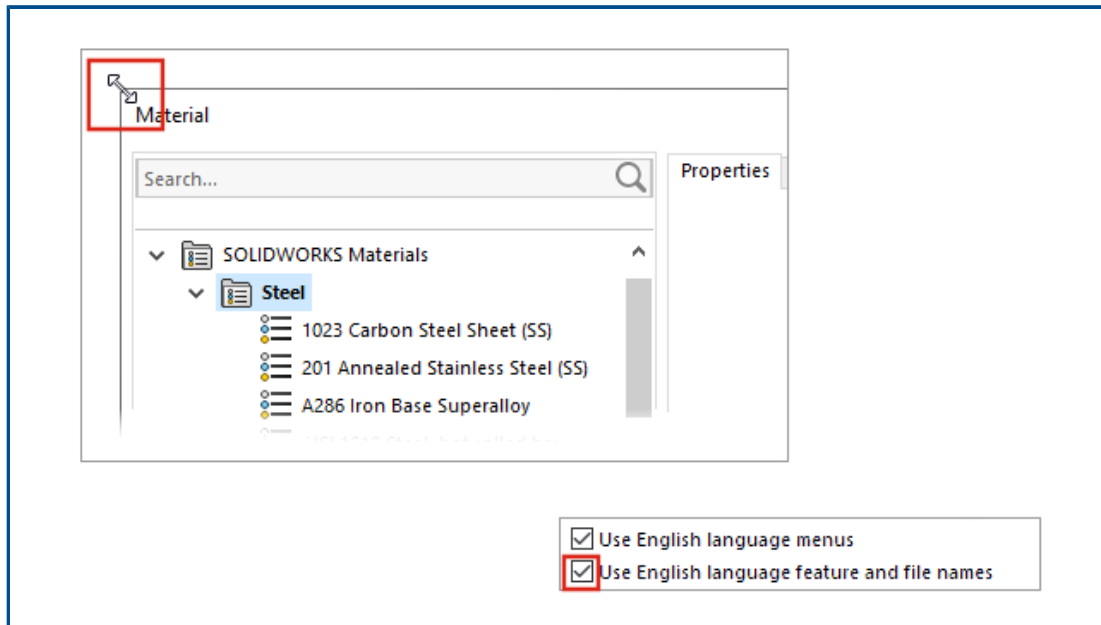 Material
Search...
Properties
SOLIDWORKS Materials
Steel
1023 Carbon Steel Sheet (SS)
201 Annealed Stainless Steel (SS)
A286 Iron Base Superalloy
Use English language menus
Use English language feature and file names